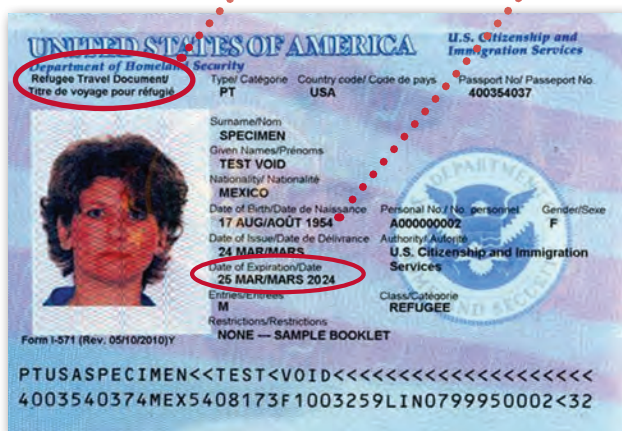 UNITED STATES OF AMERICA
U.S. Citizenship and
Immigration Services
Department of Homeland Security
Refugee Travel Document/
Titre de voyage pour réfugié
Type/ Catégorie Country code/ Code de pays Passport No/ Passeport No.
PT USA 400354037
Surname/Nom
SPECIMEN
Given Names/Prénoms
TEST VOID
Nationality/ Nationalité
MEXICO
Date of Birth/Date de Naissance Personal No./ No. personnel Gender/Sexe
17 AUG/AOÛT 1954 A000000002 F
Date of Issue/Date de Délivrance Authority/ Autorité
24 MAR/MARS U.S. Citizenship and Immigration
Services
Date of Expiration/Date
25 MAR/MARS 2024
Entries/Entrées Class/Catégorie
M REFUGEE
Restrictions/Restrictions
NONE — SAMPLE BOOKLET
Form I-571 (Rev. 05/10/2010)Y
PTUSASPECIMEN<<TEST<VOID<<<<<<<<<<<<<<<<<<<<
4003540374MEX5408173F1003259LIN0799950002<32